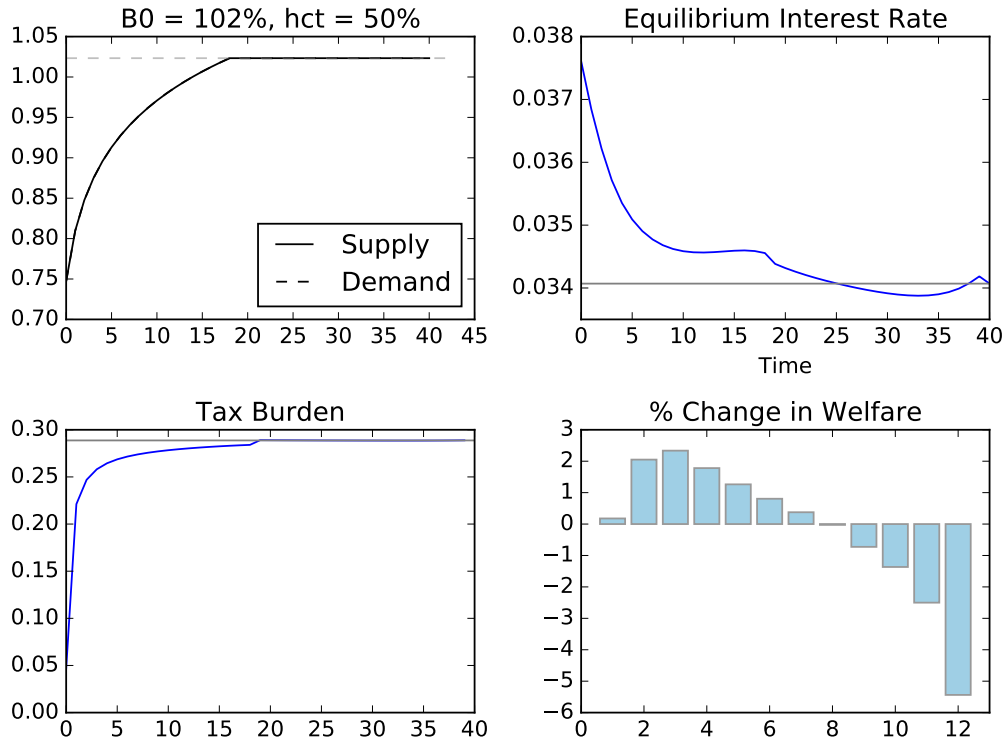 B0 = 102%, hct = 50%
1.05
1.00
0.95
0.90
0.85
0.80
0.75
0.70
0 5 10 15 20 25 30 35 40 45
Supply
Demand
Equilibrium Interest Rate
0.038
0.037
0.036
0.035
0.034
0 5 10 15 20 25 30 35 40
Time
Tax Burden
0.30
0.25
0.20
0.15
0.10
0.05
0.00
0 5 10 15 20 25 30 35 40
% Change in Welfare
3
2
1
0
−1
−2
−3
−4
−5
−6
0 2 4 6 8 10 12